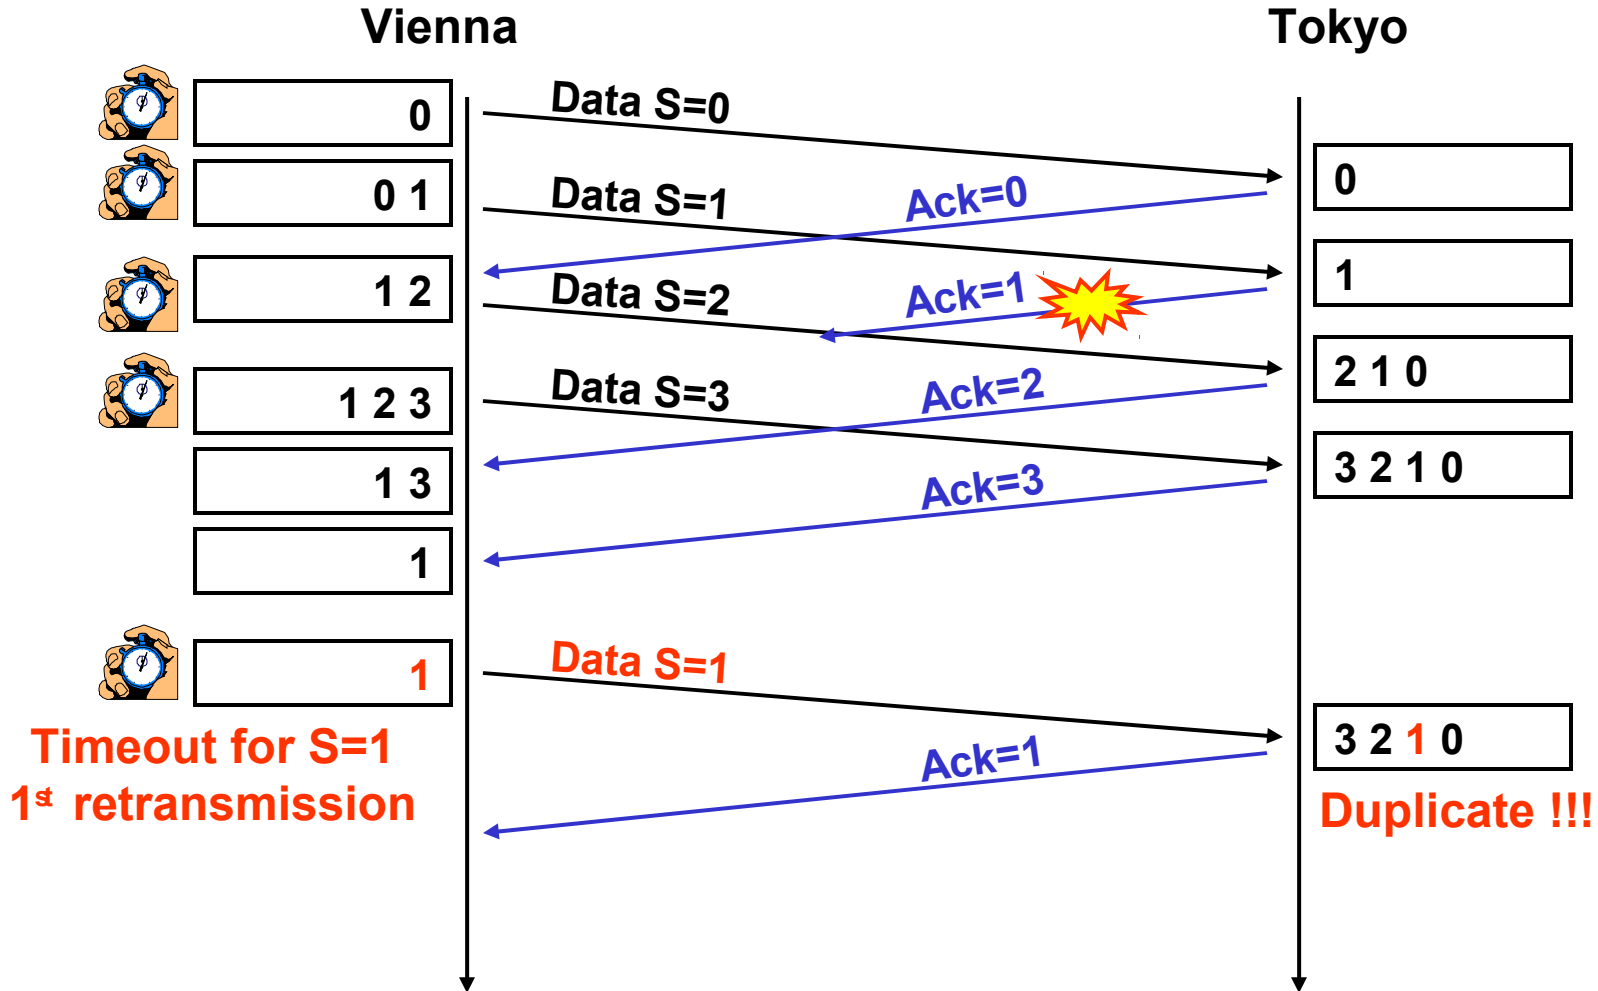 Vienna
Tokyo
0
Data S=0
0
0 1
Data S=1
Ack=0
1
1 2
Data S=2
Ack=1
2 1 0
1 2 3
Data S=3
Ack=2
3 2 1 0
1 3
Ack=3
1
1
Data S=1
Timeout for S=1
1st retransmission
Ack=1
3 2 1 0
Duplicate !!!